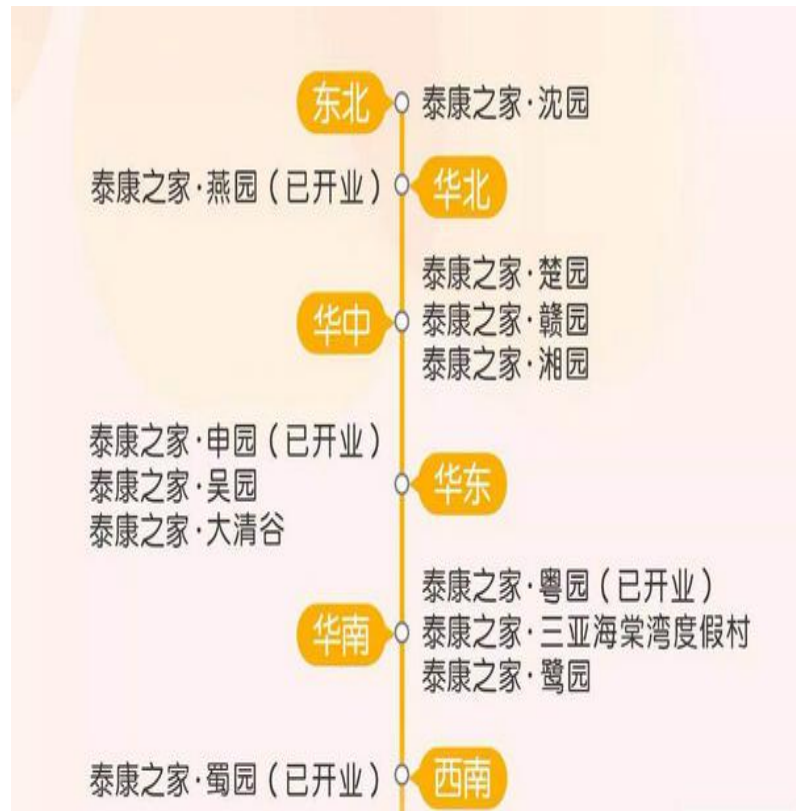 东北
泰康之家·沈园
泰康之家·燕园（已开业）
华北
泰康之家·楚园
华中
泰康之家·赣园
泰康之家·湘园
泰康之家·申园（已开业）
泰康之家·吴园
华东
泰康之家·大清谷
泰康之家·粤园（已开业）
华南
泰康之家·三亚海棠湾度假村
泰康之家·鹭园
泰康之家·蜀园（已开业）
西南